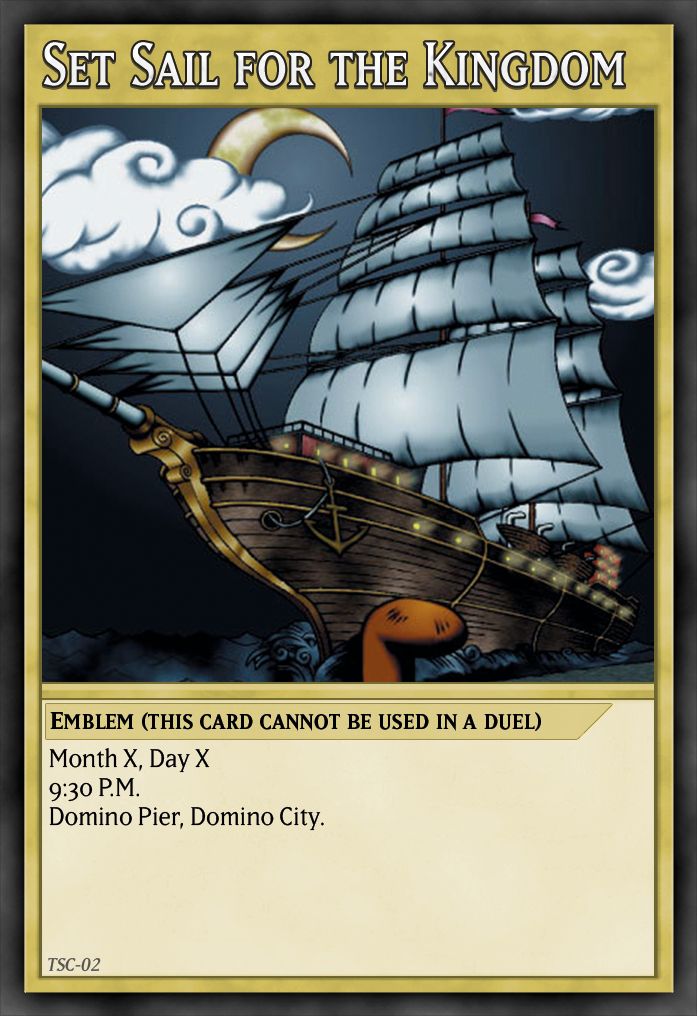 Set Sail for the Kingdom
Emblem (this card cannot be used in a duel)
Month X, Day X
9:30 P.M.
Domino Pier, Domino City.
TSC-02